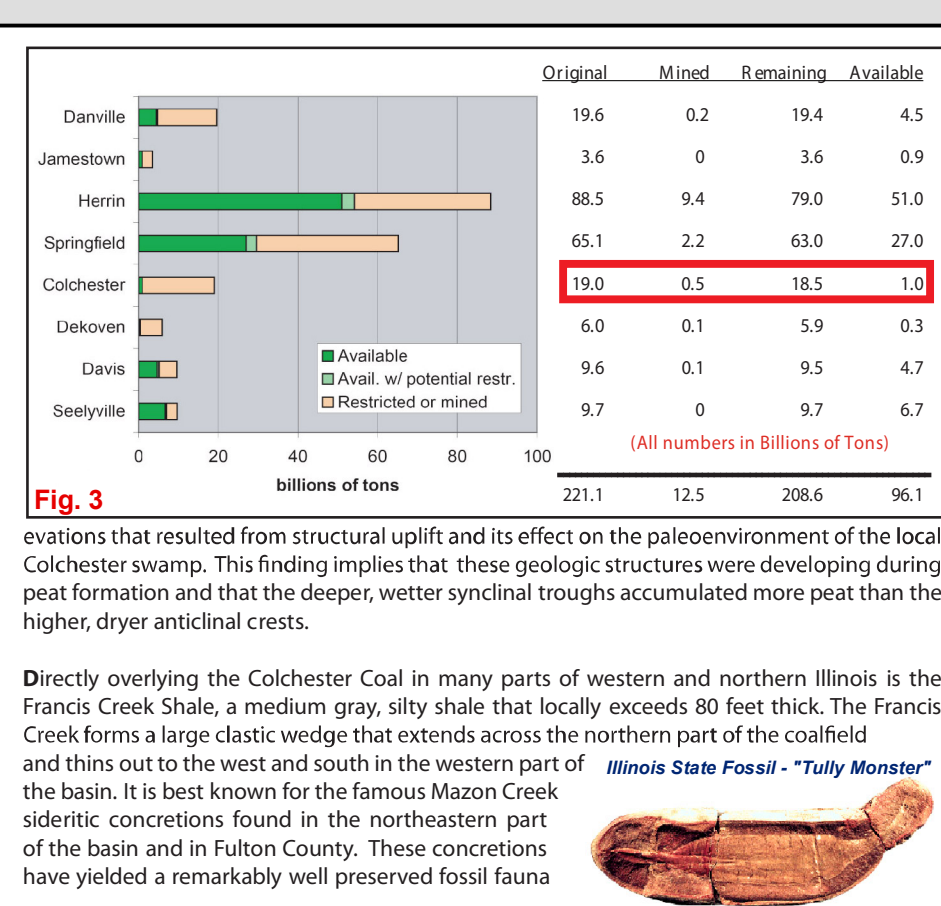 Original Mined Remaining Available
Danville 19.6 0.2 19.4 4.5
Jamestown 3.6 0 3.6 0.9
Herrin 88.5 9.4 79.0 51.0
Springfield 65.1 2.2 63.0 27.0
Colchester 19.0 0.5 18.5 1.0
Dekoven 6.0 0.1 5.9 0.3
Davis 9.6 0.1 9.5 4.7
Seelyville 9.7 0 9.7 6.7
Available
Avail. w/ potential restr.
Restricted or mined
(All numbers in Billions of Tons)
0 20 40 60 80 100
billions of tons
221.1 12.5 208.6 96.1
Fig. 3
evations that resulted from structural uplift and its effect on the paleoenvironment of the local
Colchester swamp. This finding implies that these geologic structures were developing during
peat formation and that the deeper, wetter synclinal troughs accumulated more peat than the
higher, dryer anticlinal crests.
Directly overlying the Colchester Coal in many parts of western and northern Illinois is the
Francis Creek Shale, a medium gray, silty shale that locally exceeds 80 feet thick. The Francis
Creek forms a large clastic wedge that extends across the northern part of the coalfield
and thins out to the west and south in the western part of
the basin. It is best known for the famous Mazon Creek
sideritic concretions found in the northeastern part
of the basin and in Fulton County. These concretions
have yielded a remarkably well preserved fossil fauna
Illinois State Fossil - "Tully Monster"